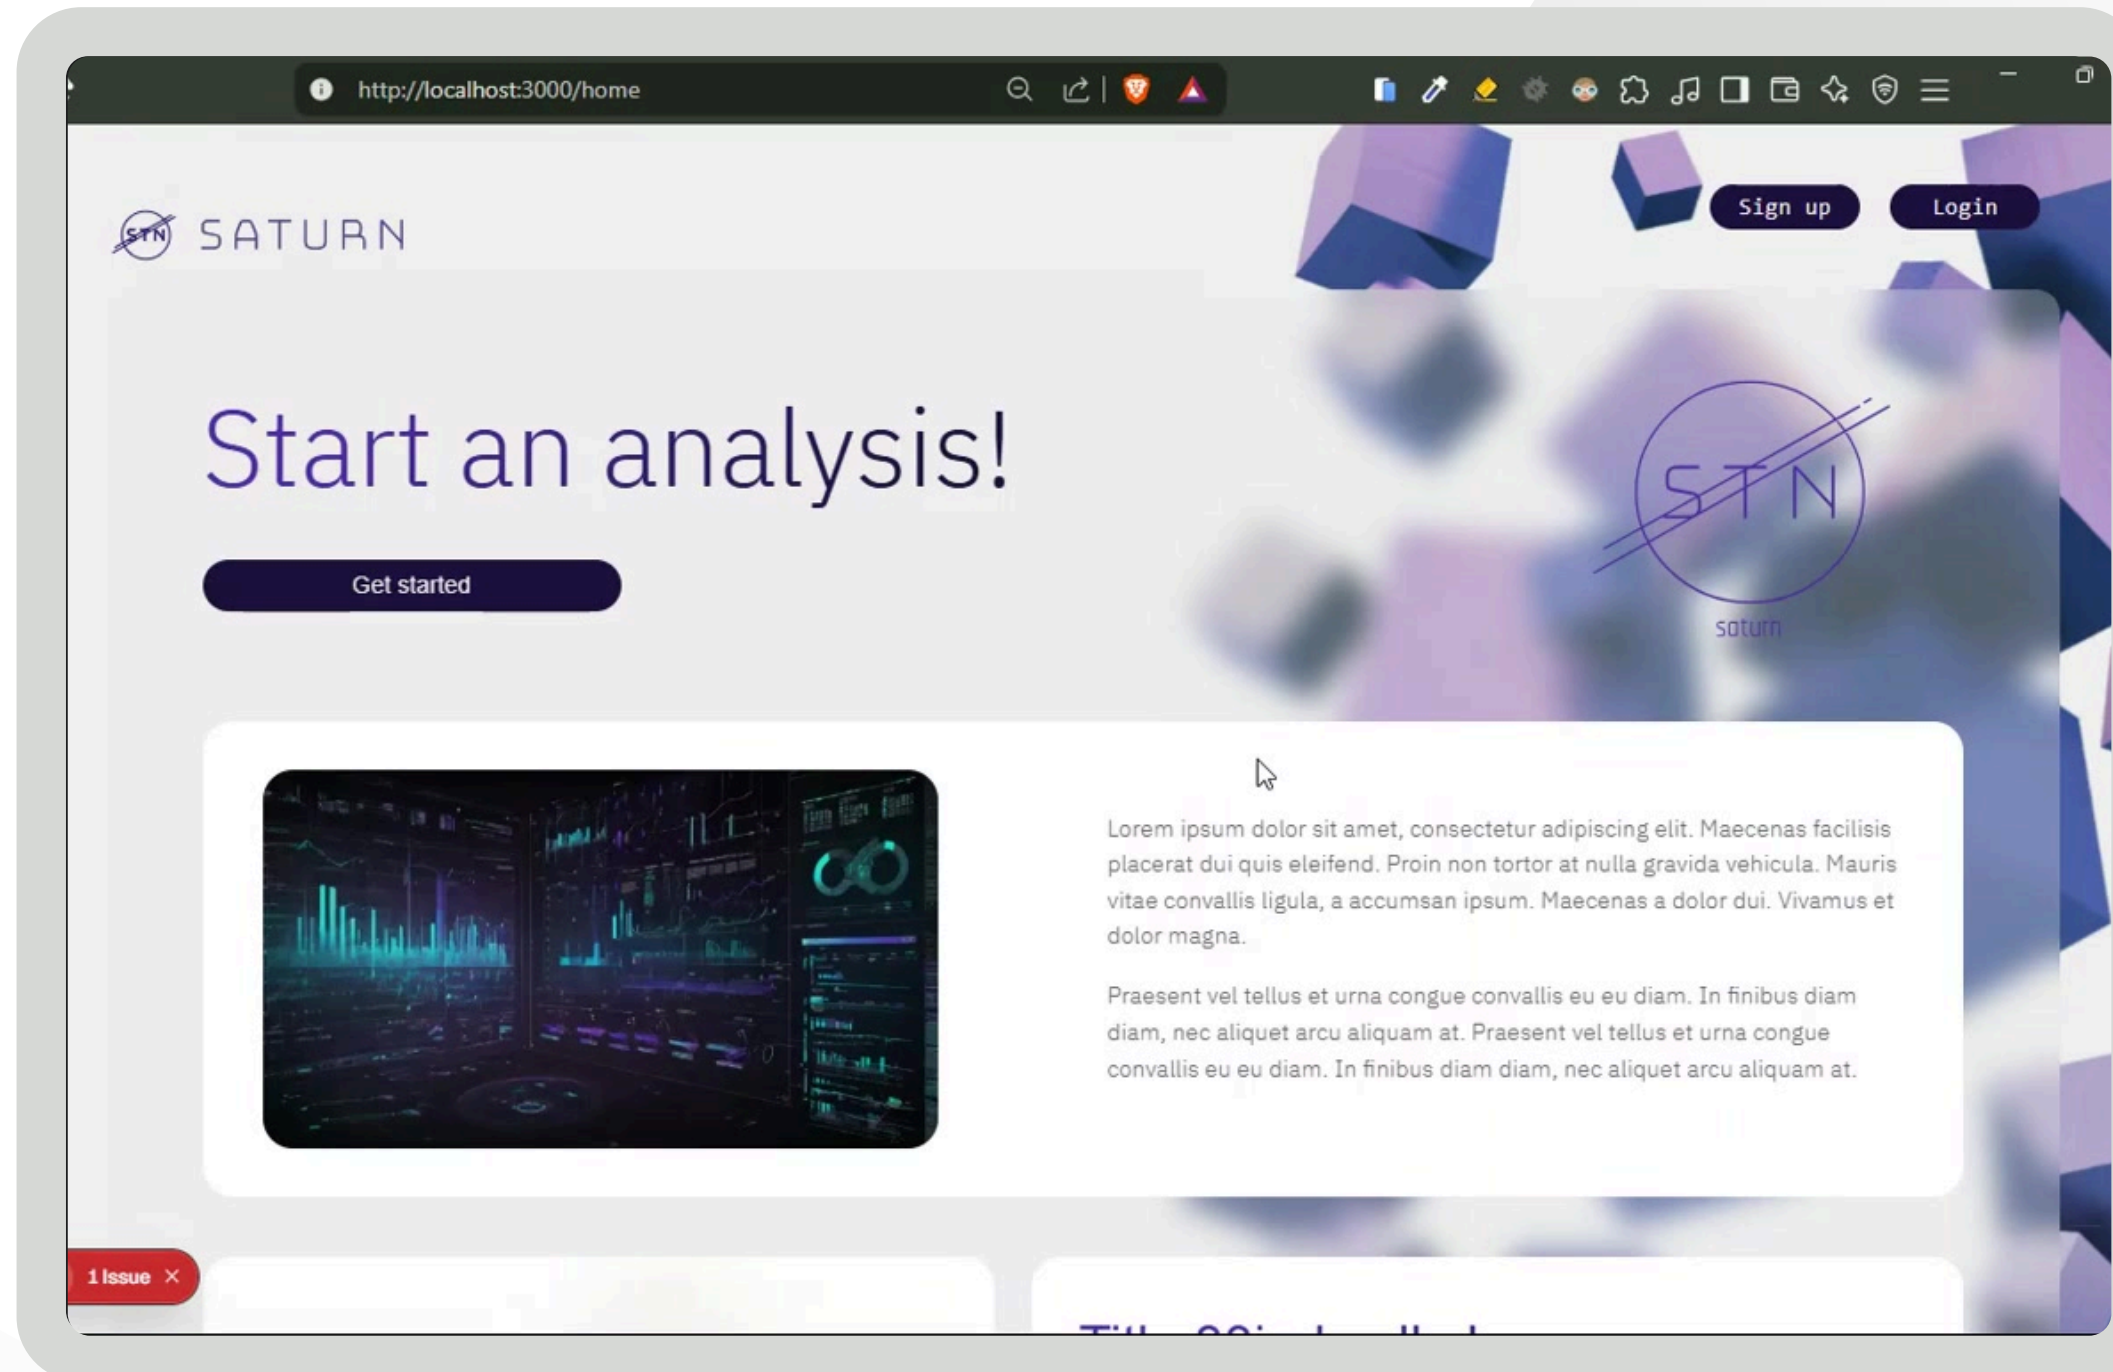 http://localhost:3000/home
STN SATURN
Sign up
Login
Start an analysis!
STN
saturn
Get started
Lorem ipsum dolor sit amet, consectetur adipiscing elit. Maecenas facilisis
placerat dui quis eleifend. Proin non tortor at nulla gravida vehicula. Mauris
vitae convallis ligula, a accumsan ipsum. Maecenas a dolor dui. Vivamus et
dolor magna.
Praesent vel tellus et urna congue convallis eu eu diam. In finibus diam
diam, nec aliquet arcu aliquam at. Praesent vel tellus et urna congue
convallis eu eu diam. In finibus diam diam, nec aliquet arcu aliquam at.
1 Issue